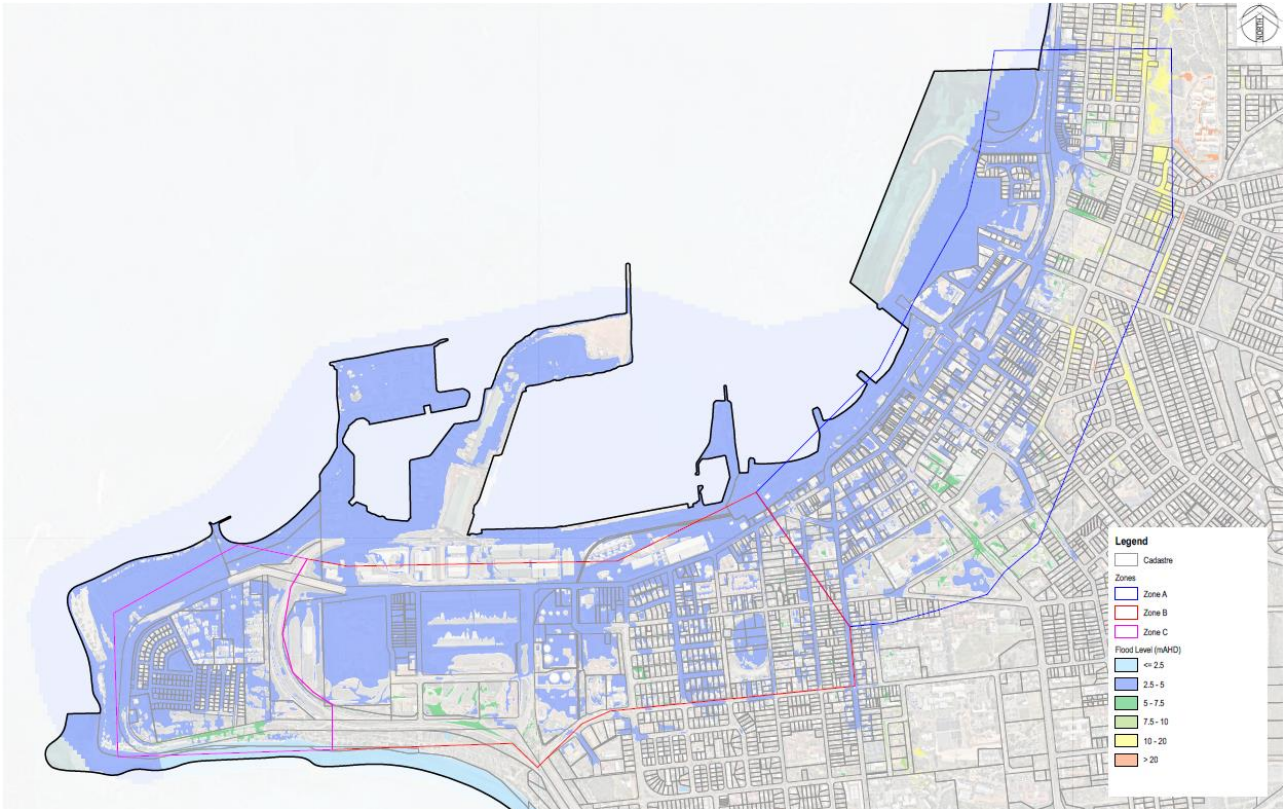 NORTH
Legend
Cadastre
Zones
Zone A
Zone B
Zone C
Flood Level (mAHD)
<= 2.5
2.5 - 5
5 - 7.5
7.5 - 10
10 - 20
> 20